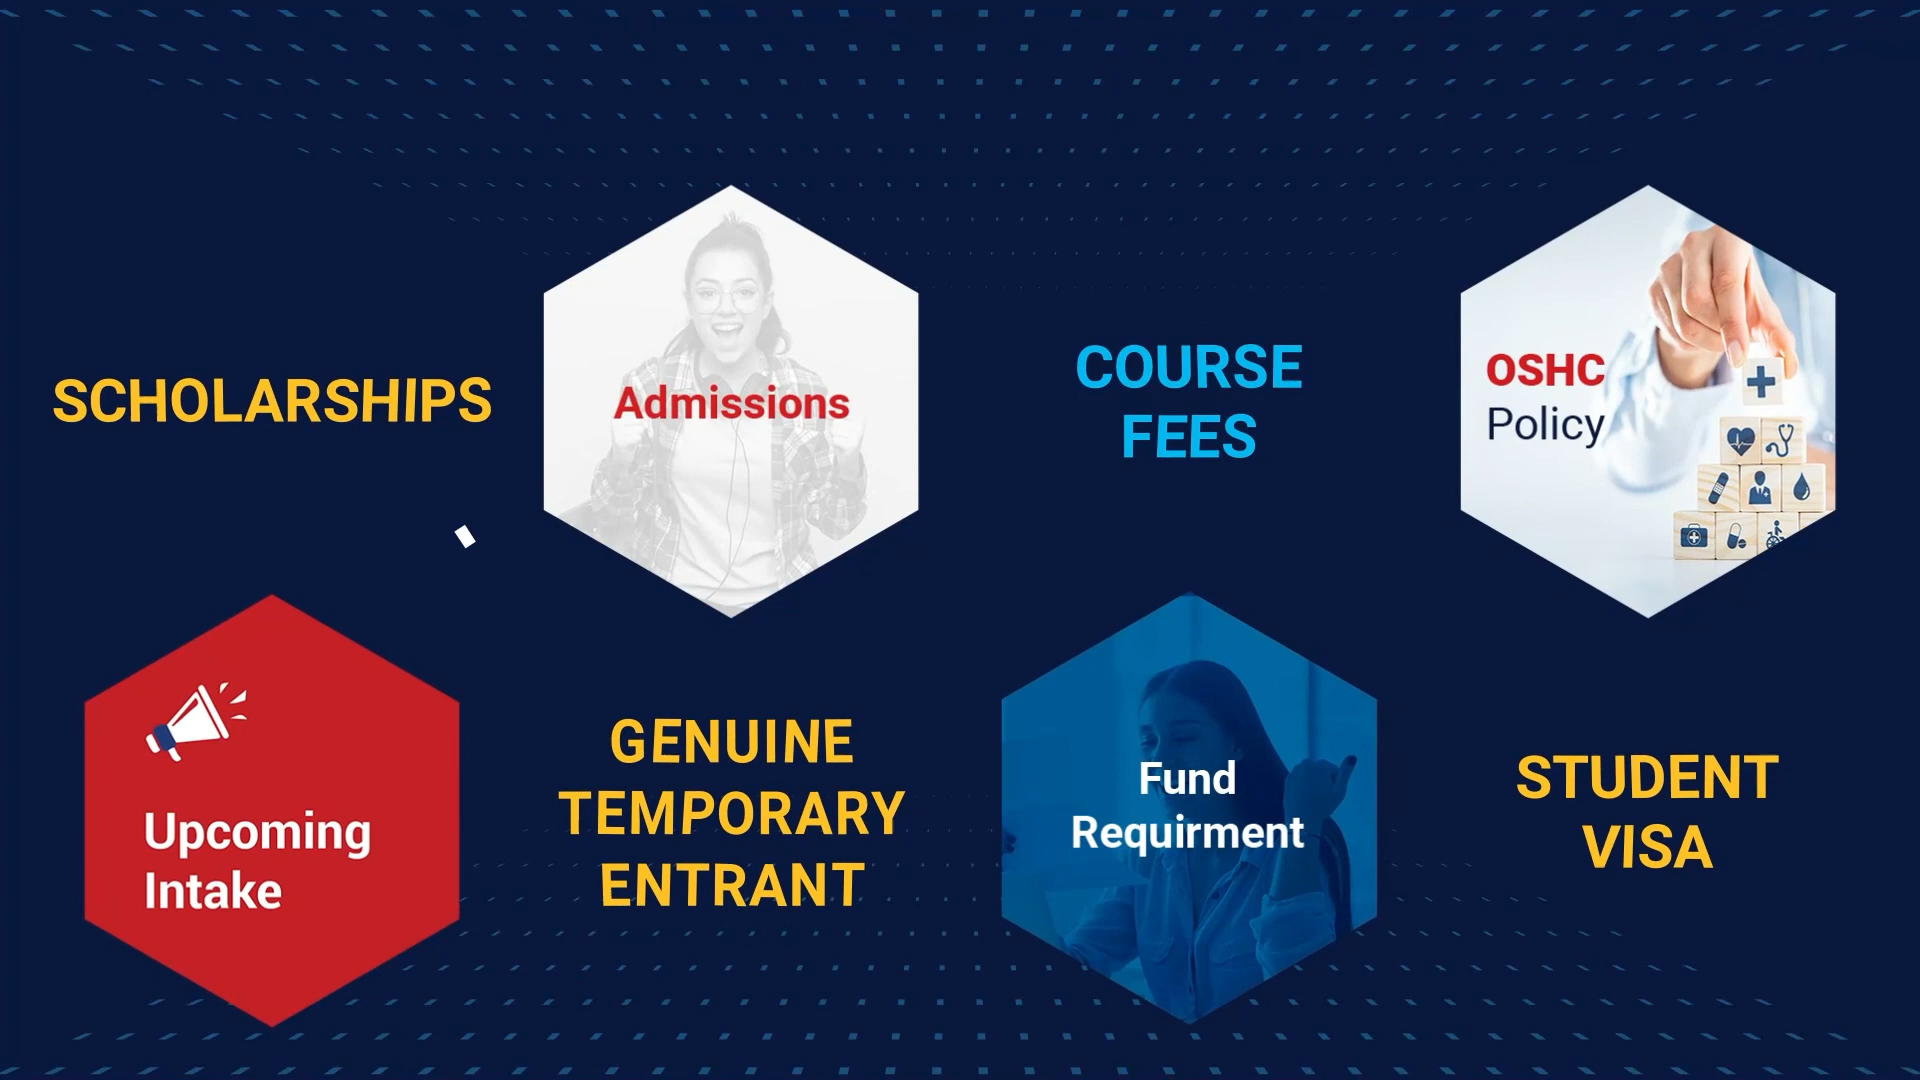 SCHOLARSHIPS
Admissions
COURSE
FEES
OSHC
Policy
Upcoming
Intake
GENUINE
TEMPORARY
ENTRANT
Fund
Requirment
STUDENT
VISA